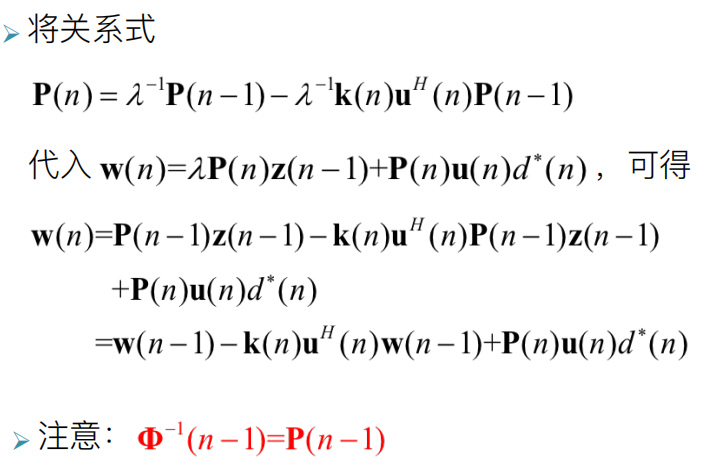 ➢ 将关系式
P(n) = λ⁻¹P(n−1) − λ⁻¹k(n)uᴴ(n)P(n−1)
代入 w(n)=λP(n)z(n−1)+P(n)u(n)d*(n)， 可得
w(n)=P(n−1)z(n−1)−k(n)uᴴ(n)P(n−1)z(n−1)
+P(n)u(n)d*(n)
=w(n−1)−k(n)uᴴ(n)w(n−1)+P(n)u(n)d*(n)
➢ 注意： Φ⁻¹(n−1)=P(n−1)